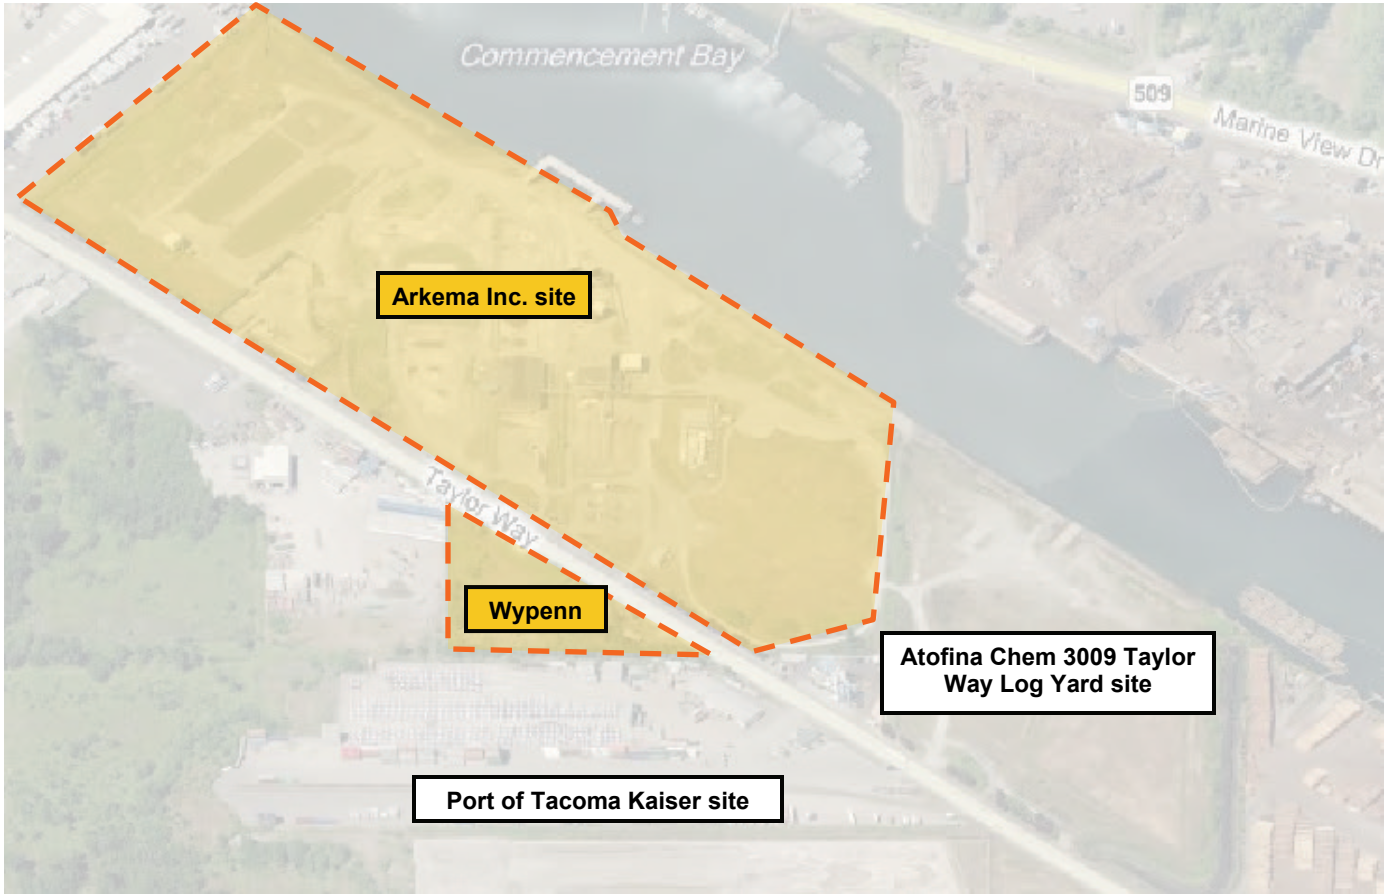 Commencement Bay
509
Marine View Dr
Arkema Inc. site
Taylor Way
Wypenn
Atofina Chem 3009 Taylor
Way Log Yard site
Port of Tacoma Kaiser site